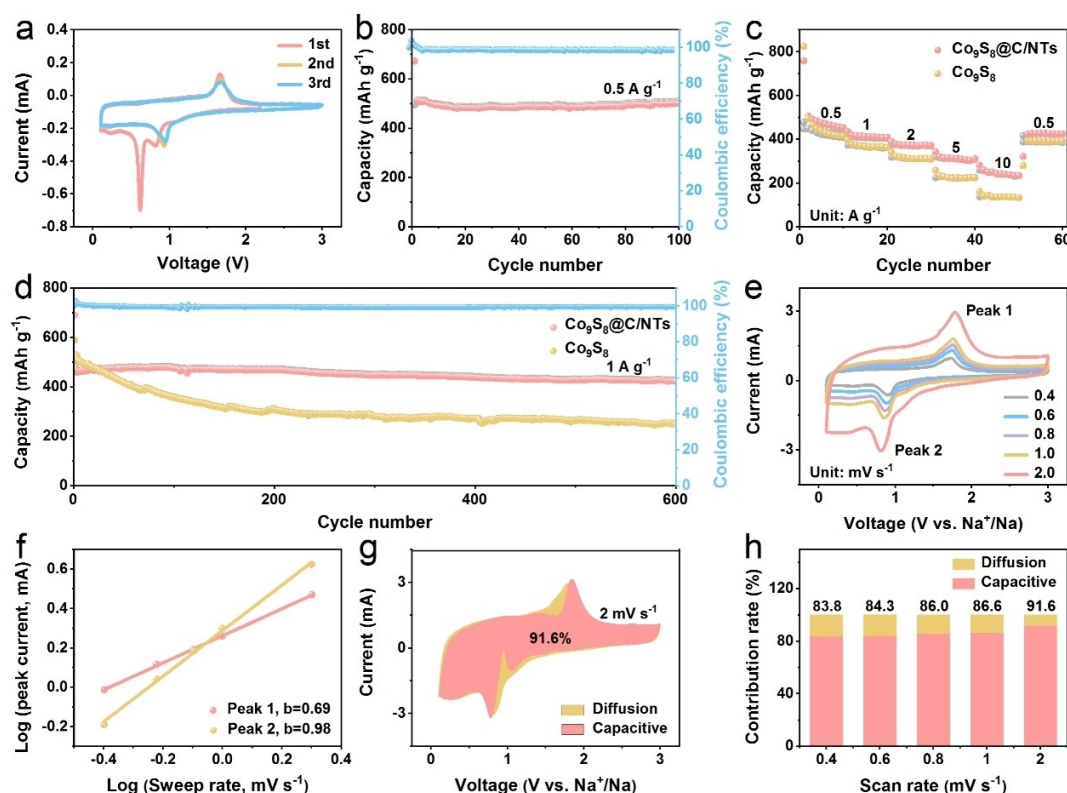 a
1st
2nd
3rd
Current (mA)
0.4
0.2
0.0
-0.2
-0.4
-0.6
-0.8
0
1
2
3
Voltage (V)
b
Capacity (mAh g⁻¹)
800
600
400
200
0
0.5 A g⁻¹
100
80
60
40
20
0
Coulombic efficiency (%)
0
20
40
60
80
100
Cycle number
c
Capacity (mAh g⁻¹)
800
600
400
200
0
Co₉S₈@C/NTs
Co₉S₈
0.5
1
2
5
10
0.5
Unit: A g⁻¹
0
20
40
60
Cycle number
d
Capacity (mAh g⁻¹)
800
600
400
200
0
Co₉S₈@C/NTs
Co₉S₈
1 A g⁻¹
100
80
60
40
20
0
Coulombic efficiency (%)
0
200
400
600
Cycle number
e
Current (mA)
3
0
-3
Peak 1
Peak 2
0.4
0.6
0.8
1.0
2.0
Unit: mV s⁻¹
0
1
2
3
Voltage (V vs. Na⁺/Na)
f
Log (peak current, mA)
0.6
0.4
0.2
0.0
-0.2
Peak 1, b=0.69
Peak 2, b=0.98
-0.4
-0.2
0.0
0.2
0.4
Log (Sweep rate, mV s⁻¹)
g
Current (mA)
3
0
-3
2 mV s⁻¹
91.6%
Diffusion
Capacitive
0
1
2
3
Voltage (V vs. Na⁺/Na)
h
Contribution rate (%)
120
80
40
0
Diffusion
Capacitive
83.8
84.3
86.0
86.6
91.6
0.4
0.6
0.8
1
2
Scan rate (mV s⁻¹)